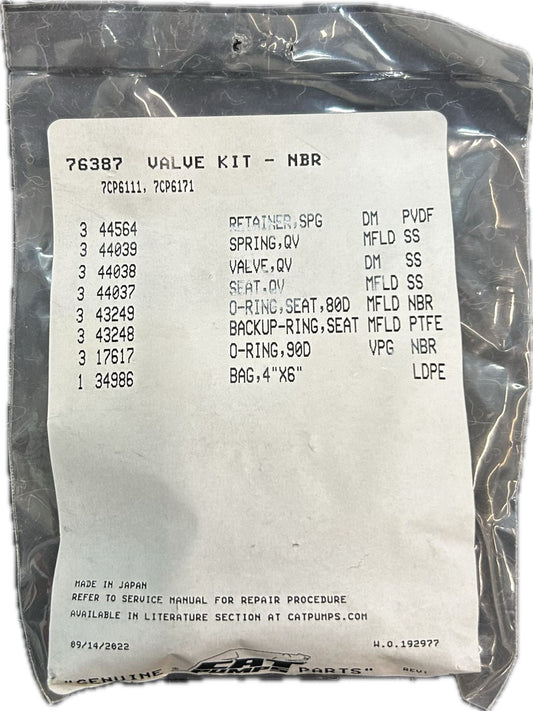 76387 VALVE KIT - NBR
7CP6111, 7CP6171
3 44564 RETAINER,SPG DM PVDF
3 44039 SPRING,QV MFLD SS
3 44038 VALVE,QV DM SS
3 44037 SEAT,QV MFLD SS
3 43249 O-RING,SEAT,80D MFLD NBR
3 43248 BACKUP-RING,SEAT MFLD PTFE
3 17617 O-RING,90D VPG NBR
1 34986 BAG,4"X6" LDPE
MADE IN JAPAN
REFER TO SERVICE MANUAL FOR REPAIR PROCEDURE
AVAILABLE IN LITERATURE SECTION AT CATPUMPS.COM
09/14/2022 W.O.192977
CAT
PUMPS
"GENUINE PARTS" REV: